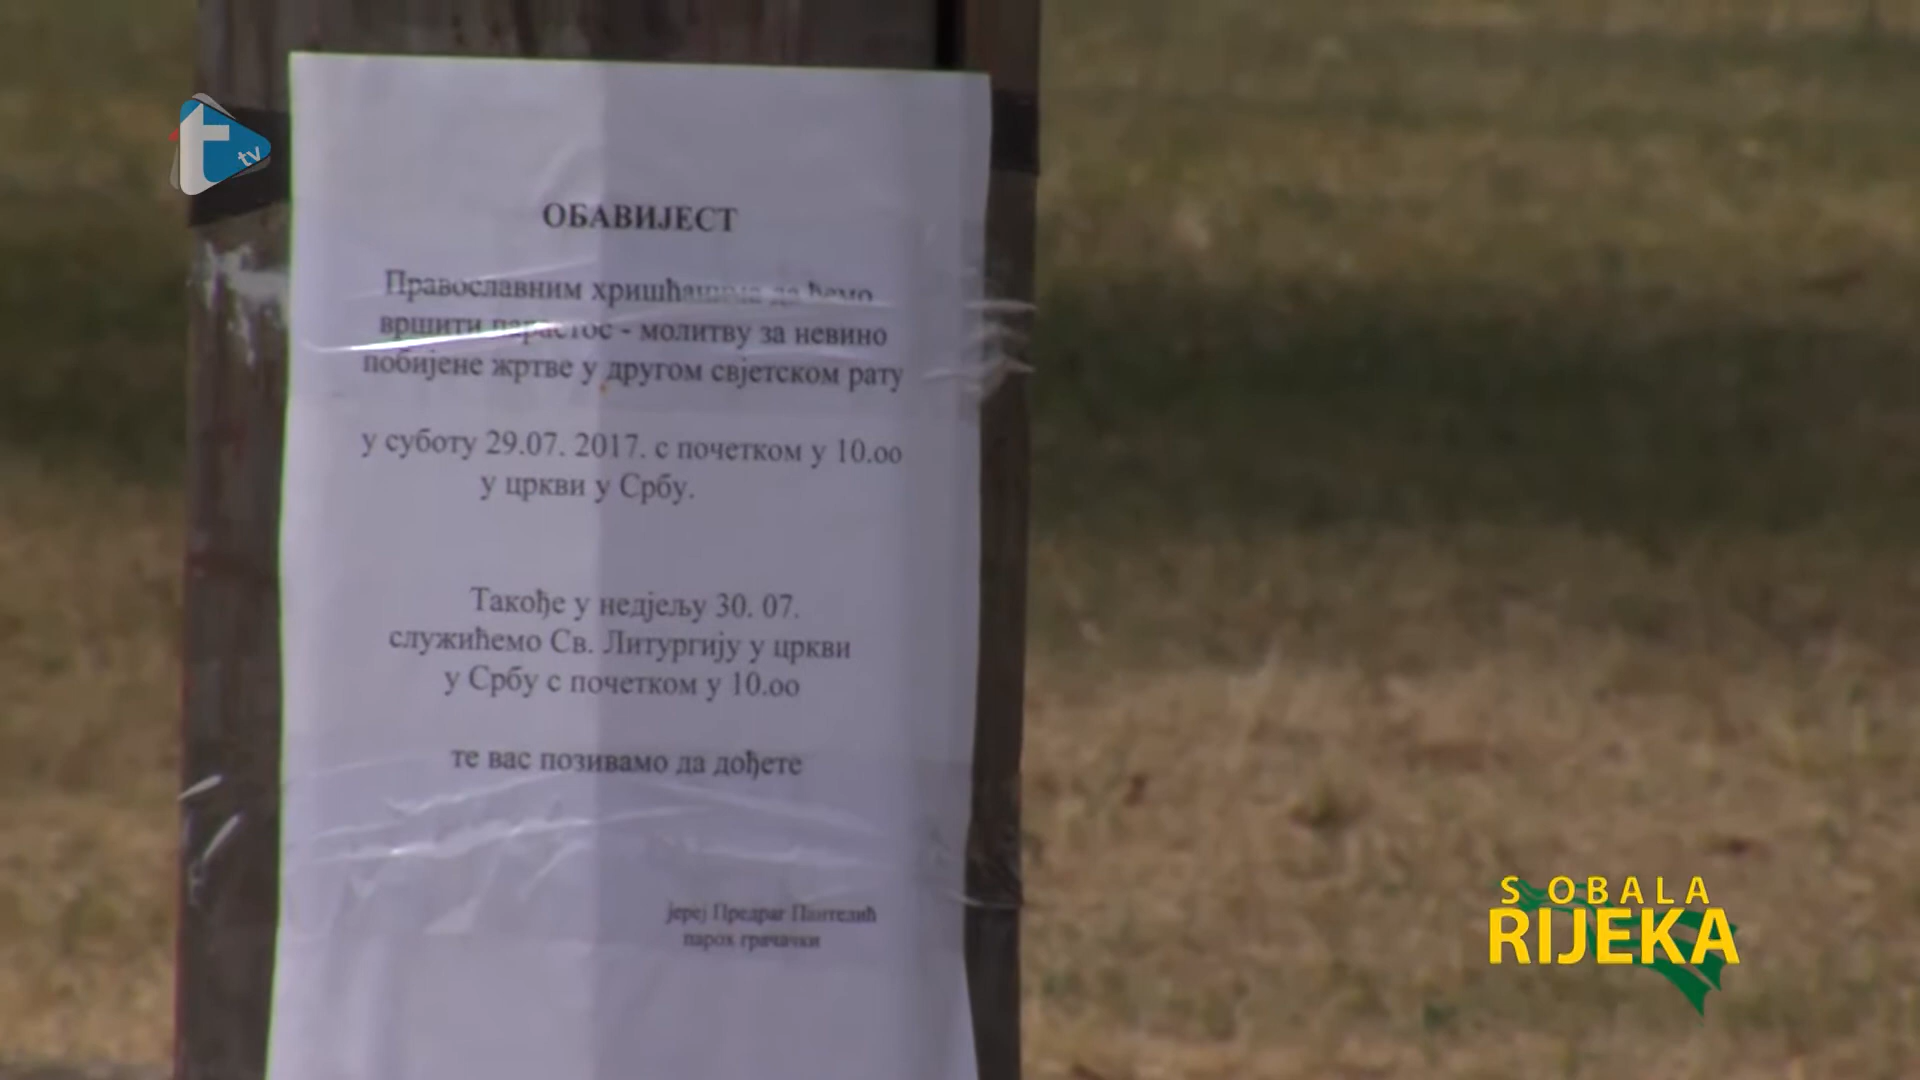 t
tv
ОБАВИЈЕСТ
Православним хришћанима да ћемо
вршити парастос - молитву за невино
побијене жртве у другом свјетском рату
у суботу 29.07. 2017. с почетком у 10.oo
у цркви у Србу.
Такође у недјељу 30. 07.
служићемо Св. Литургију у цркви
у Србу с почетком у 10.oo
те вас позивамо да дођете
јереј Предраг Пантелић
парох грачачки
S OBALA
RIJEKA